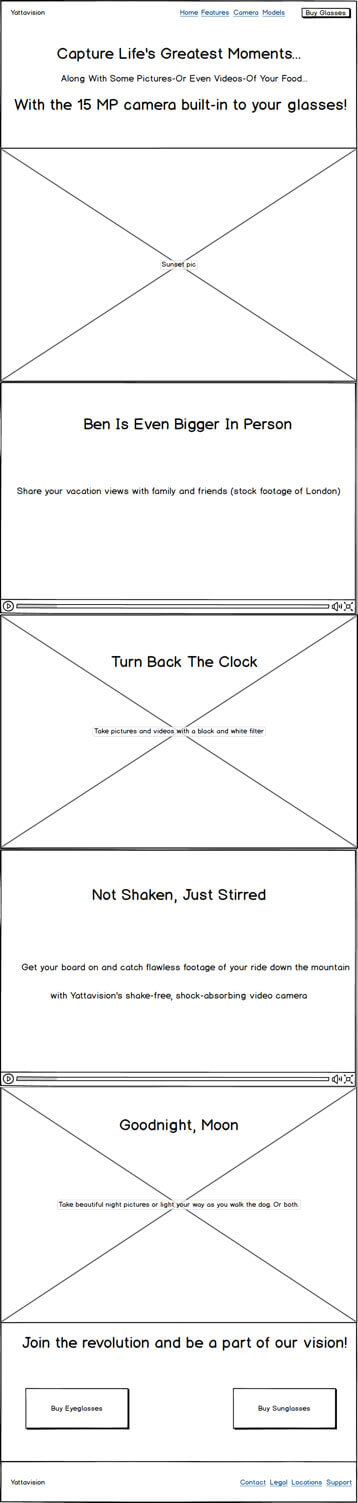 Yattavision
Home Features Camera Models
Buy Glasses
Capture Life's Greatest Moments...
Along With Some Pictures-Or Even Videos-Of Your Food...
With the 15 MP camera built-in to your glasses!
Sunset pic
Ben Is Even Bigger In Person
Share your vacation views with family and friends (stock footage of London)
Turn Back The Clock
Take pictures and videos with a black and white filter
Not Shaken, Just Stirred
Get your board on and catch flawless footage of your ride down the mountain
with Yattavision's shake-free, shock-absorbing video camera
Goodnight, Moon
Take beautiful night pictures or light your way as you walk the dog. Or both.
Join the revolution and be a part of our vision!
Buy Eyeglasses
Buy Sunglasses
Yattavision
Contact Legal Locations Support